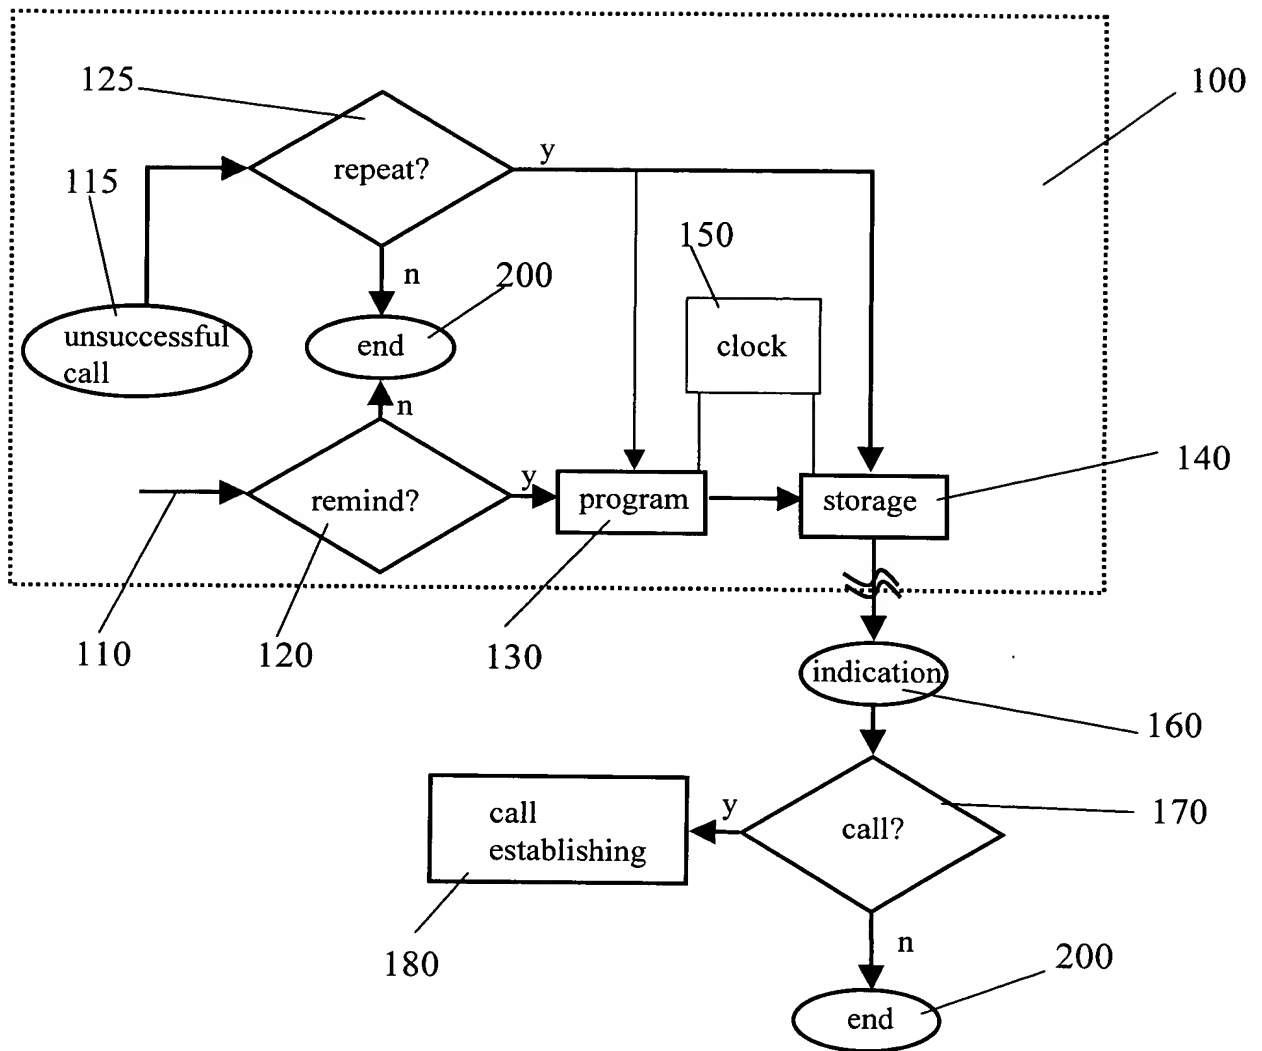 125
100
y
repeat?
115
150
n
200
unsuccessful
call
end
clock
n
y
remind?
program
storage
140
110
120
130
indication
160
y
call
establishing
call?
170
n
180
200
end